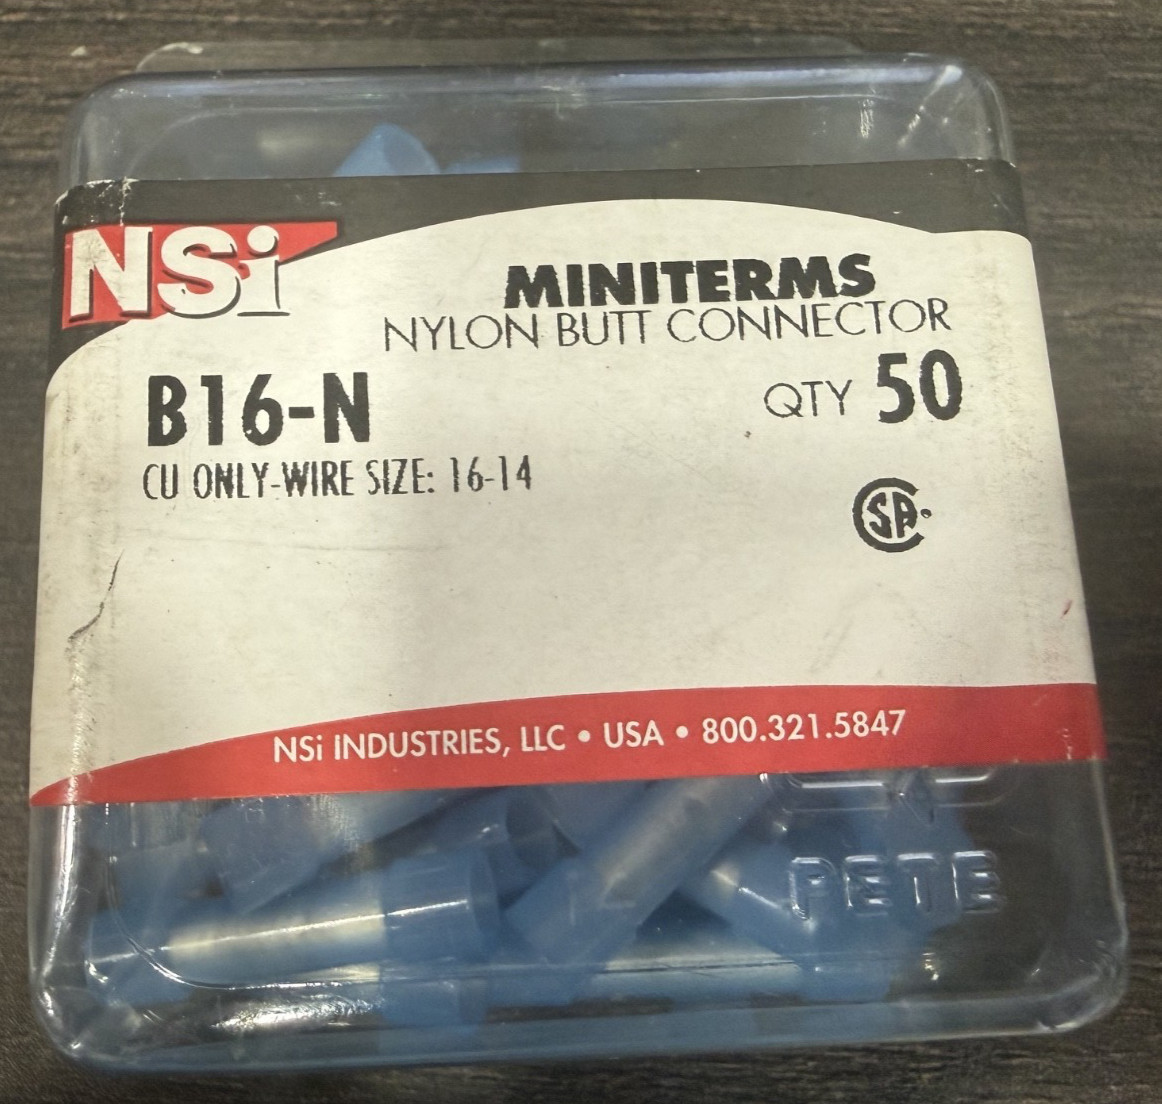 NSi
MINITERMS
NYLON BUTT CONNECTOR
B16-N
QTY 50
CU ONLY-WIRE SIZE: 16-14
CSA
NSi INDUSTRIES, LLC • USA • 800.321.5847
PETE